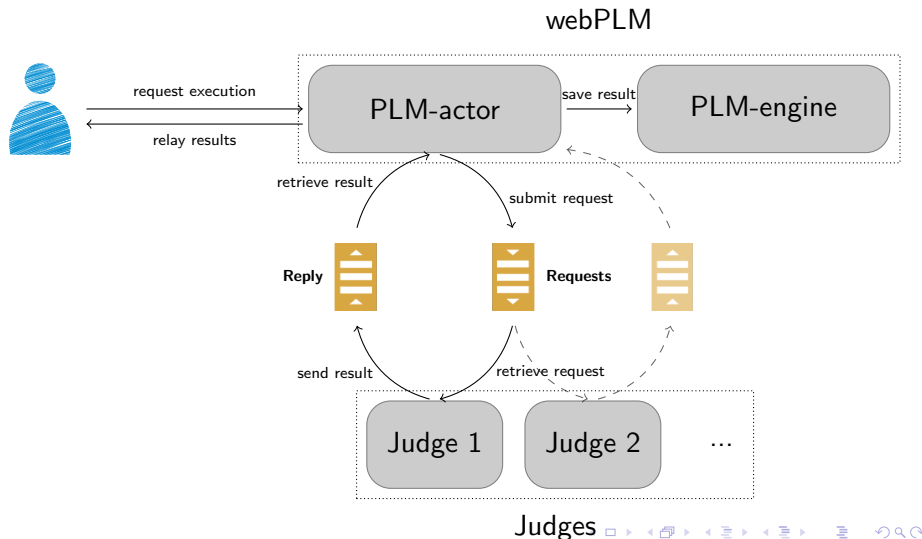 webPLM
request execution
PLM-actor
save result
PLM-engine
relay results
retrieve result
submit request
Reply
Requests
send result
retrieve request
Judge 1
Judge 2
...
Judges